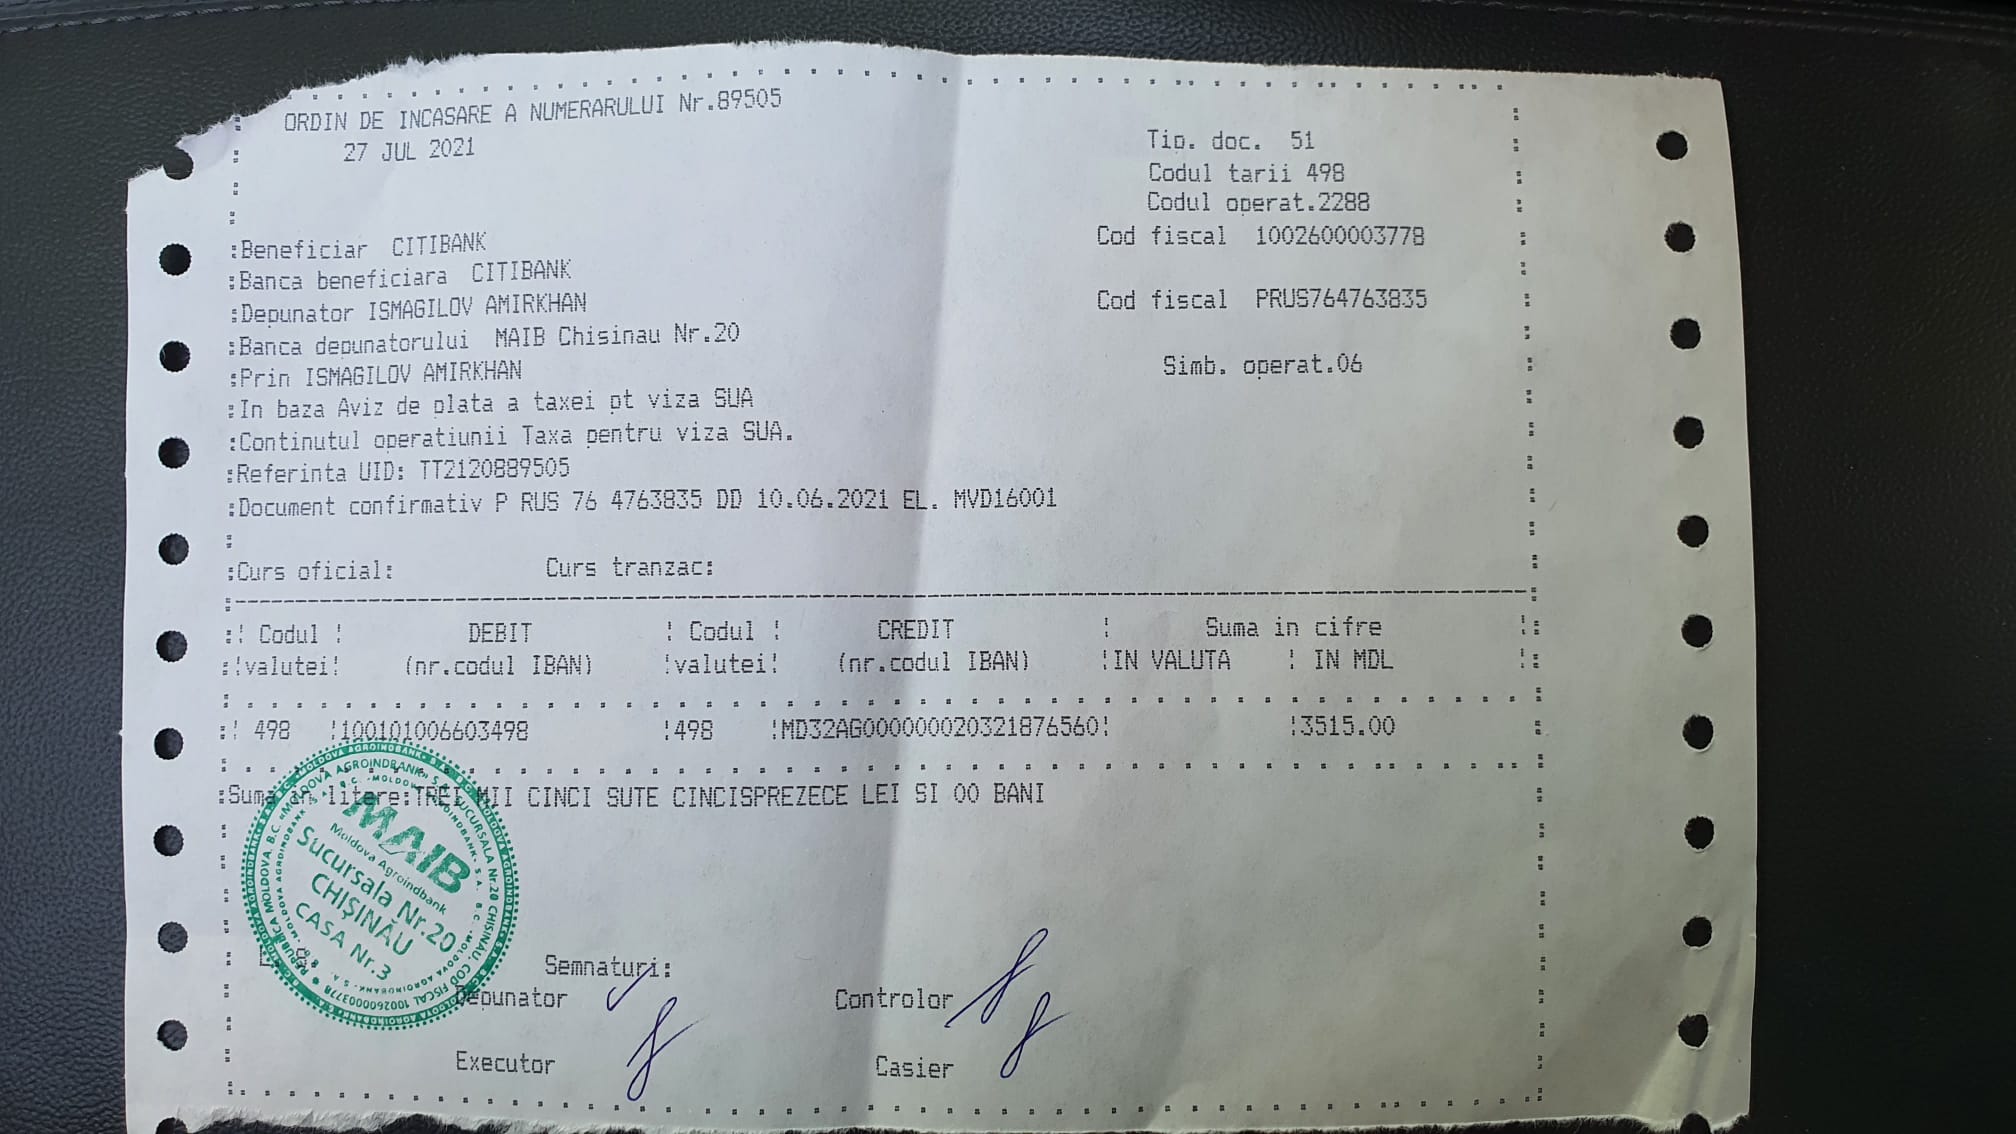 ORDIN DE INCASARE A NUMERARULUI Nr.89505
27 JUL 2021
Tip. doc. 51
Codul tarii 498
Codul operat.2288
:Beneficiar CITIBANK Cod fiscal 1002600003778
:Banca beneficiara CITIBANK
:Depunator ISMAGILOV AMIRKHAN Cod fiscal PRUS764763835
:Banca depunatorului MAIB Chisinau Nr.20
:Prin ISMAGILOV AMIRKHAN Simb. operat.06
:In baza Aviz de plata a taxei pt viza SUA
:Continutul operatiunii Taxa pentru viza SUA.
:Referinta UID: TT2120889505
:Document confirmativ P RUS 76 4763835 DD 10.06.2021 EL. MVD16001
:Curs oficial: Curs tranzac:
:! Codul ! DEBIT ! Codul ! CREDIT ! Suma in cifre !:
:!valutei! (nr.codul IBAN) !valutei! (nr.codul IBAN) !IN VALUTA ! IN MDL !:
:! 498 !100101006603498 !498 !MD32AG000000020321876560! !3515.00
:Suma in litere:TREI MII CINCI SUTE CINCISPREZECE LEI SI 00 BANI
MAIB
Moldova Agroindbank
Sucursala Nr.20
CHIȘINĂU
CASA Nr.3
REPUBLICA MOLDOVA. B.C. «MOLDOVA AGROINDBANK» S.A. SUCURSALA Nr.20 CHISINAU, COD FISCAL 1002600003778
Semnaturi:
Depunator Controlor
Executor Casier